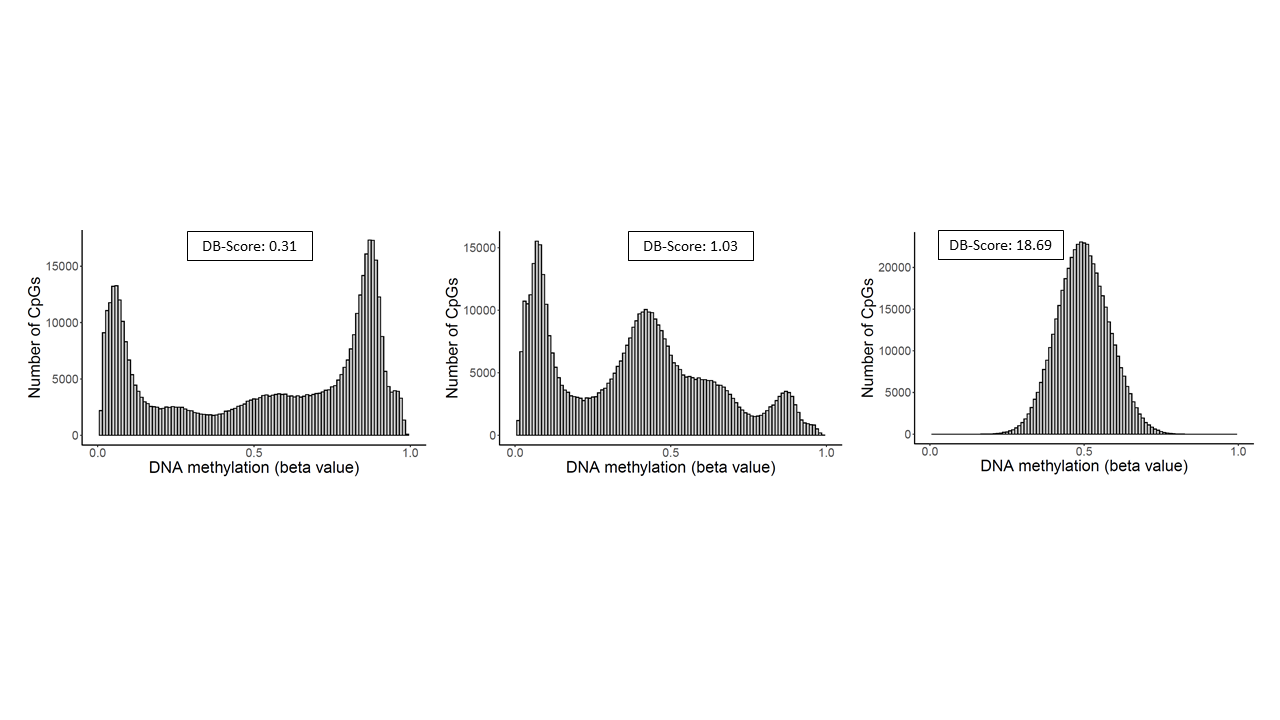 DB-Score: 0.31
Number of CpGs
15000
10000
5000
0
0.0
0.5
1.0
DNA methylation (beta value)
DB-Score: 1.03
Number of CpGs
15000
10000
5000
0
0.0
0.5
1.0
DNA methylation (beta value)
DB-Score: 18.69
Number of CpGs
20000
15000
10000
5000
0
0.0
0.5
1.0
DNA methylation (beta value)